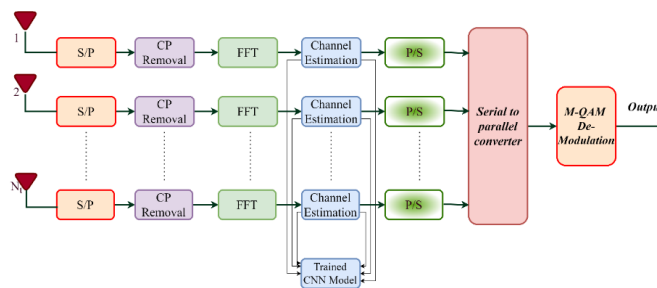 1
S/P
CP
Removal
FFT
Channel
Estimation
P/S
2
S/P
CP
Removal
FFT
Channel
Estimation
P/S
Serial to
parallel
converter
M-QAM
De-
Modulation
Output
S/P
CP
Removal
FFT
Channel
Estimation
P/S
Trained
CNN Model